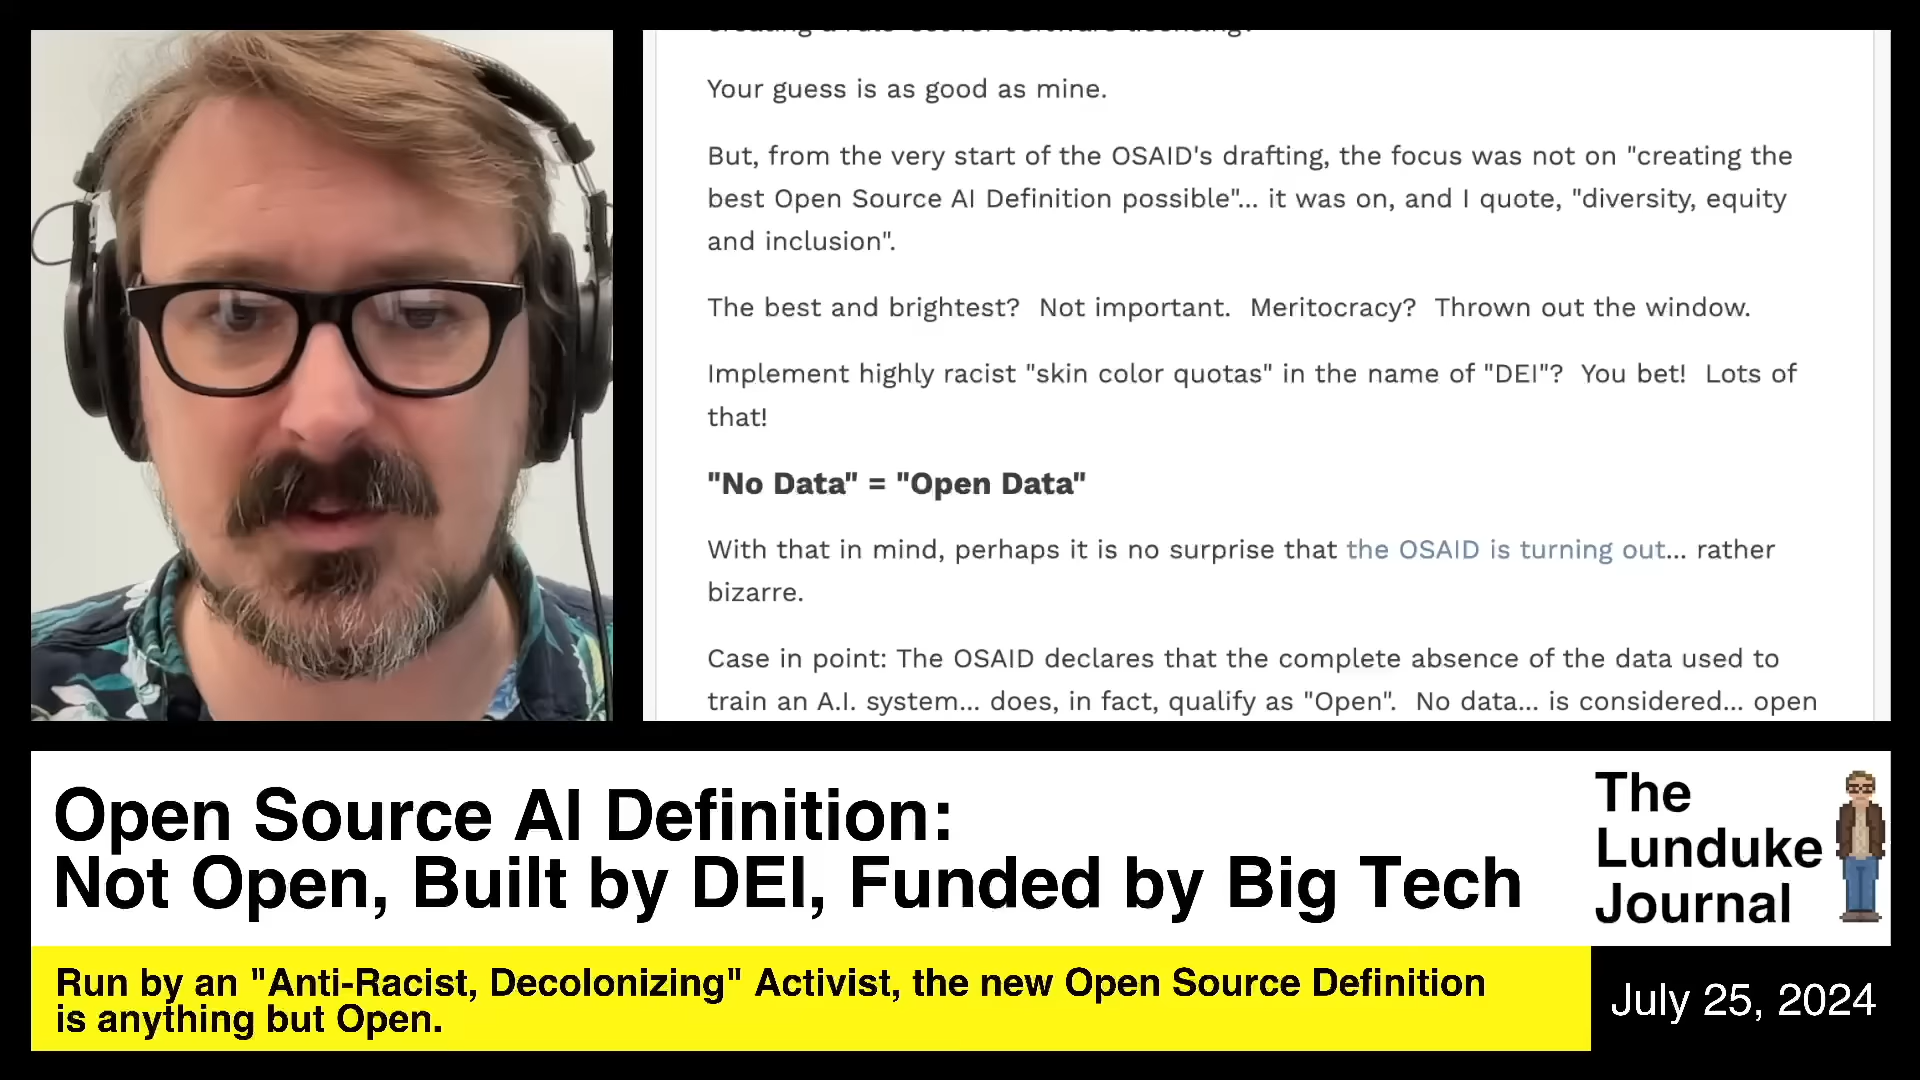 Your guess is as good as mine.
But, from the very start of the OSAID's drafting, the focus was not on "creating the
best Open Source AI Definition possible"... it was on, and I quote, "diversity, equity
and inclusion".
The best and brightest?  Not important.  Meritocracy?  Thrown out the window.
Implement highly racist "skin color quotas" in the name of "DEI"?  You bet!  Lots of
that!
"No Data" = "Open Data"
With that in mind, perhaps it is no surprise that the OSAID is turning out... rather
bizarre.
Case in point: The OSAID declares that the complete absence of the data used to
train an A.I. system... does, in fact, qualify as "Open".  No data... is considered... open
Open Source AI Definition:
Not Open, Built by DEI, Funded by Big Tech
The
Lunduke
Journal
Run by an "Anti-Racist, Decolonizing" Activist, the new Open Source Definition
is anything but Open.
July 25, 2024